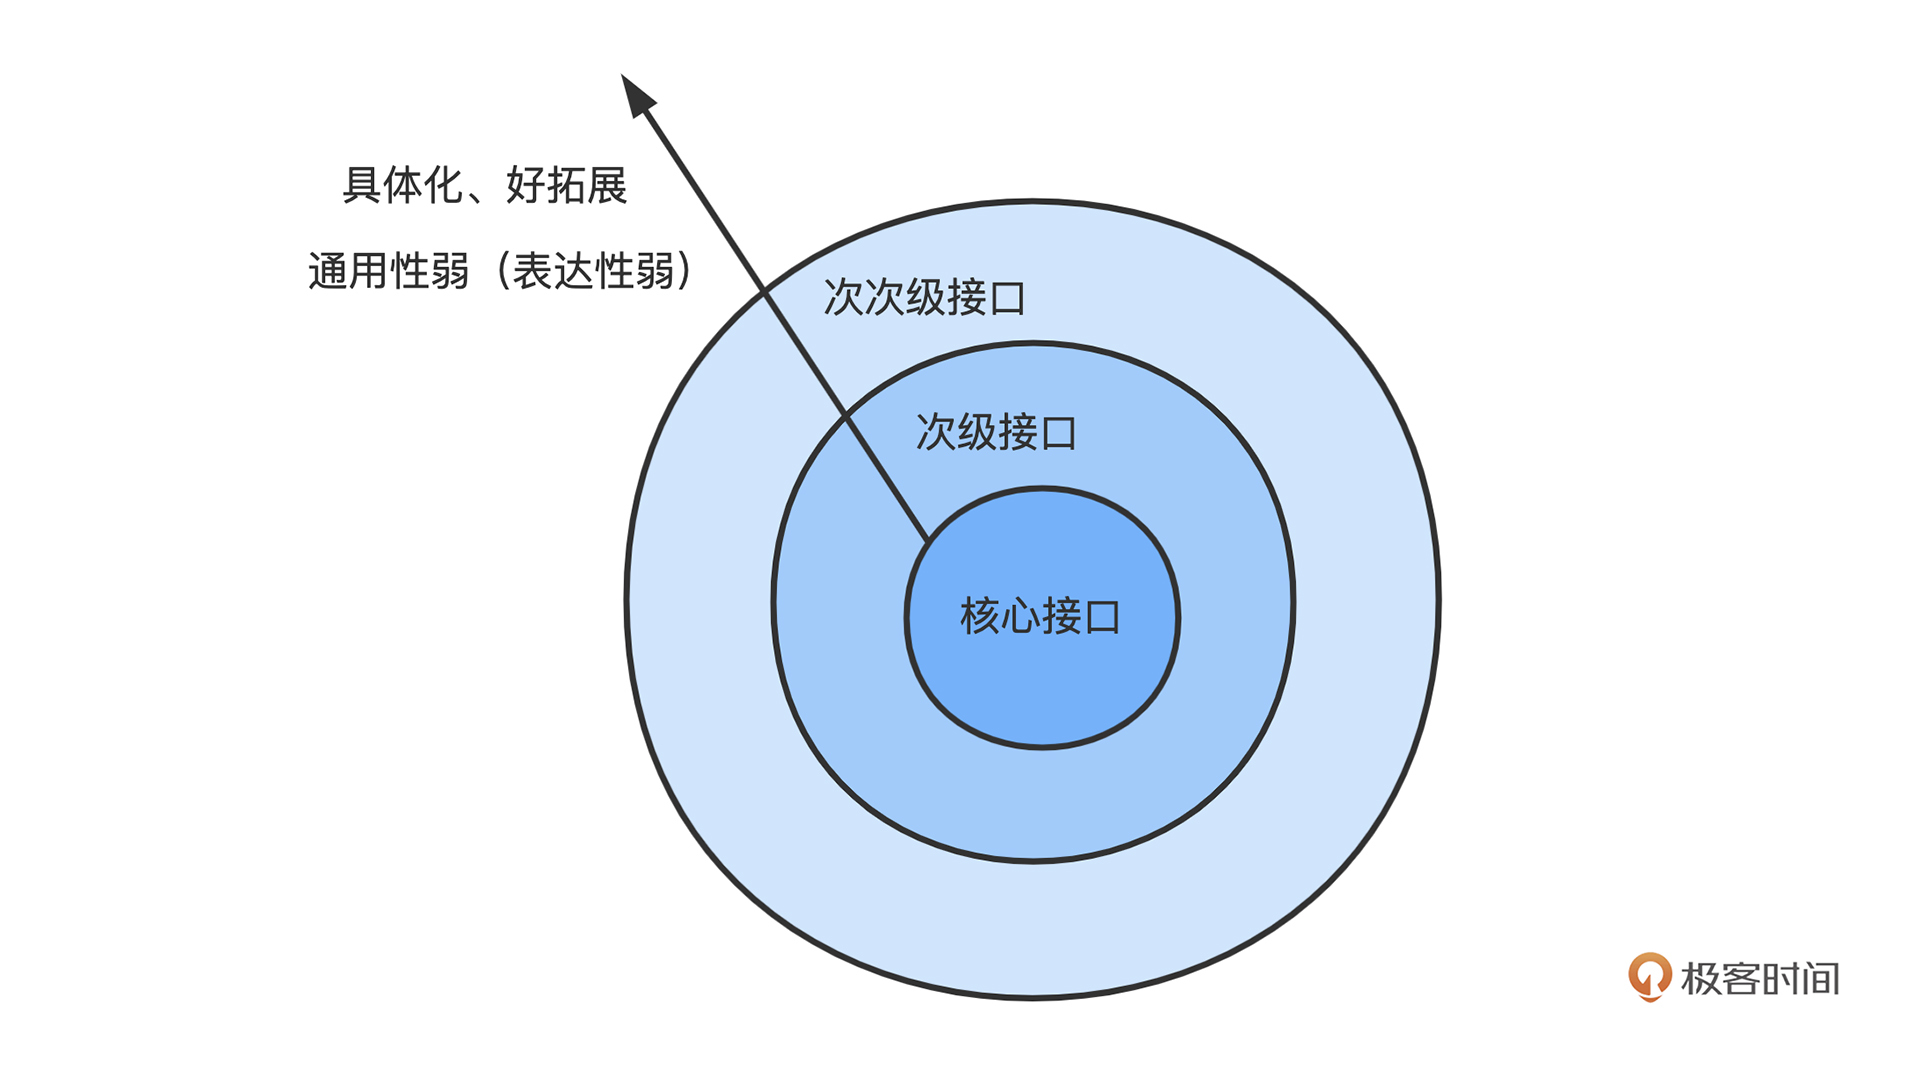 具体化、好拓展
通用性弱（表达性弱）
次次级接口
次级接口
核心接口
极客时间